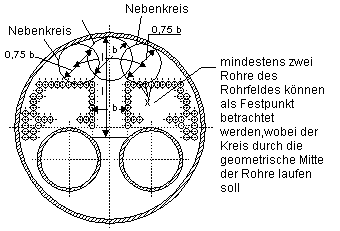 Nebenkreis
Nebenkreis
0,75 b
0,75 b
b
b
mindestens zwei
Rohre des
Rohrfeldes können
als Festpunkt
betrachtet
werden,wobei der
Kreis durch die
geometrische Mitte
der Rohre laufen
soll